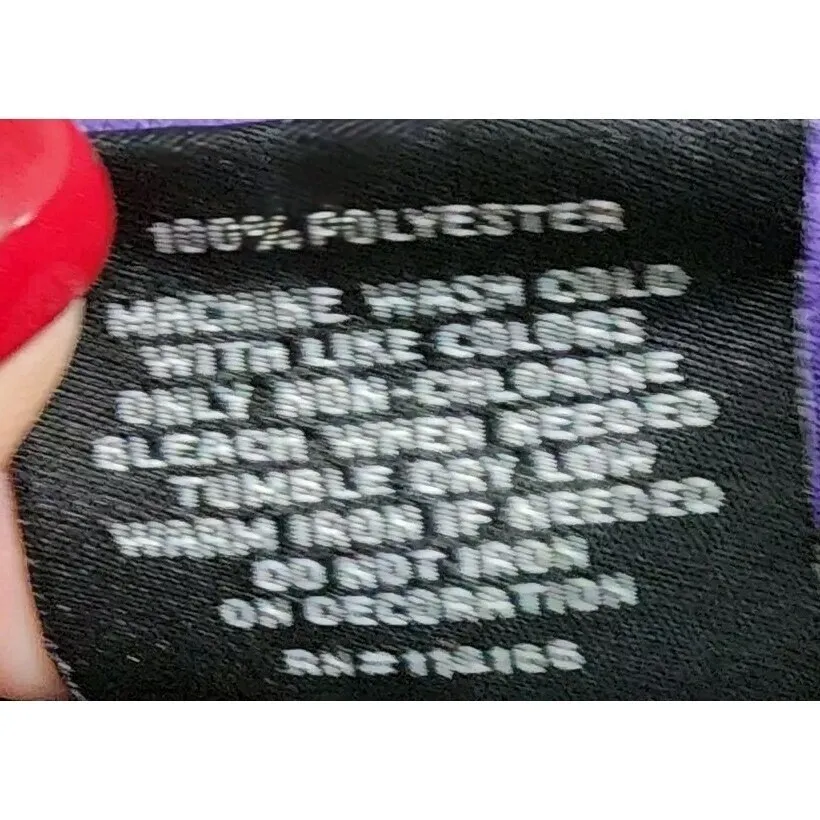 100% POLYESTER
MACHINE WASH COLD
WITH LIKE COLORS
ONLY NON-CHLORINE
BLEACH WHEN NEEDED
TUMBLE DRY LOW
WARM IRON IF NEEDED
DO NOT IRON
ON DECORATION